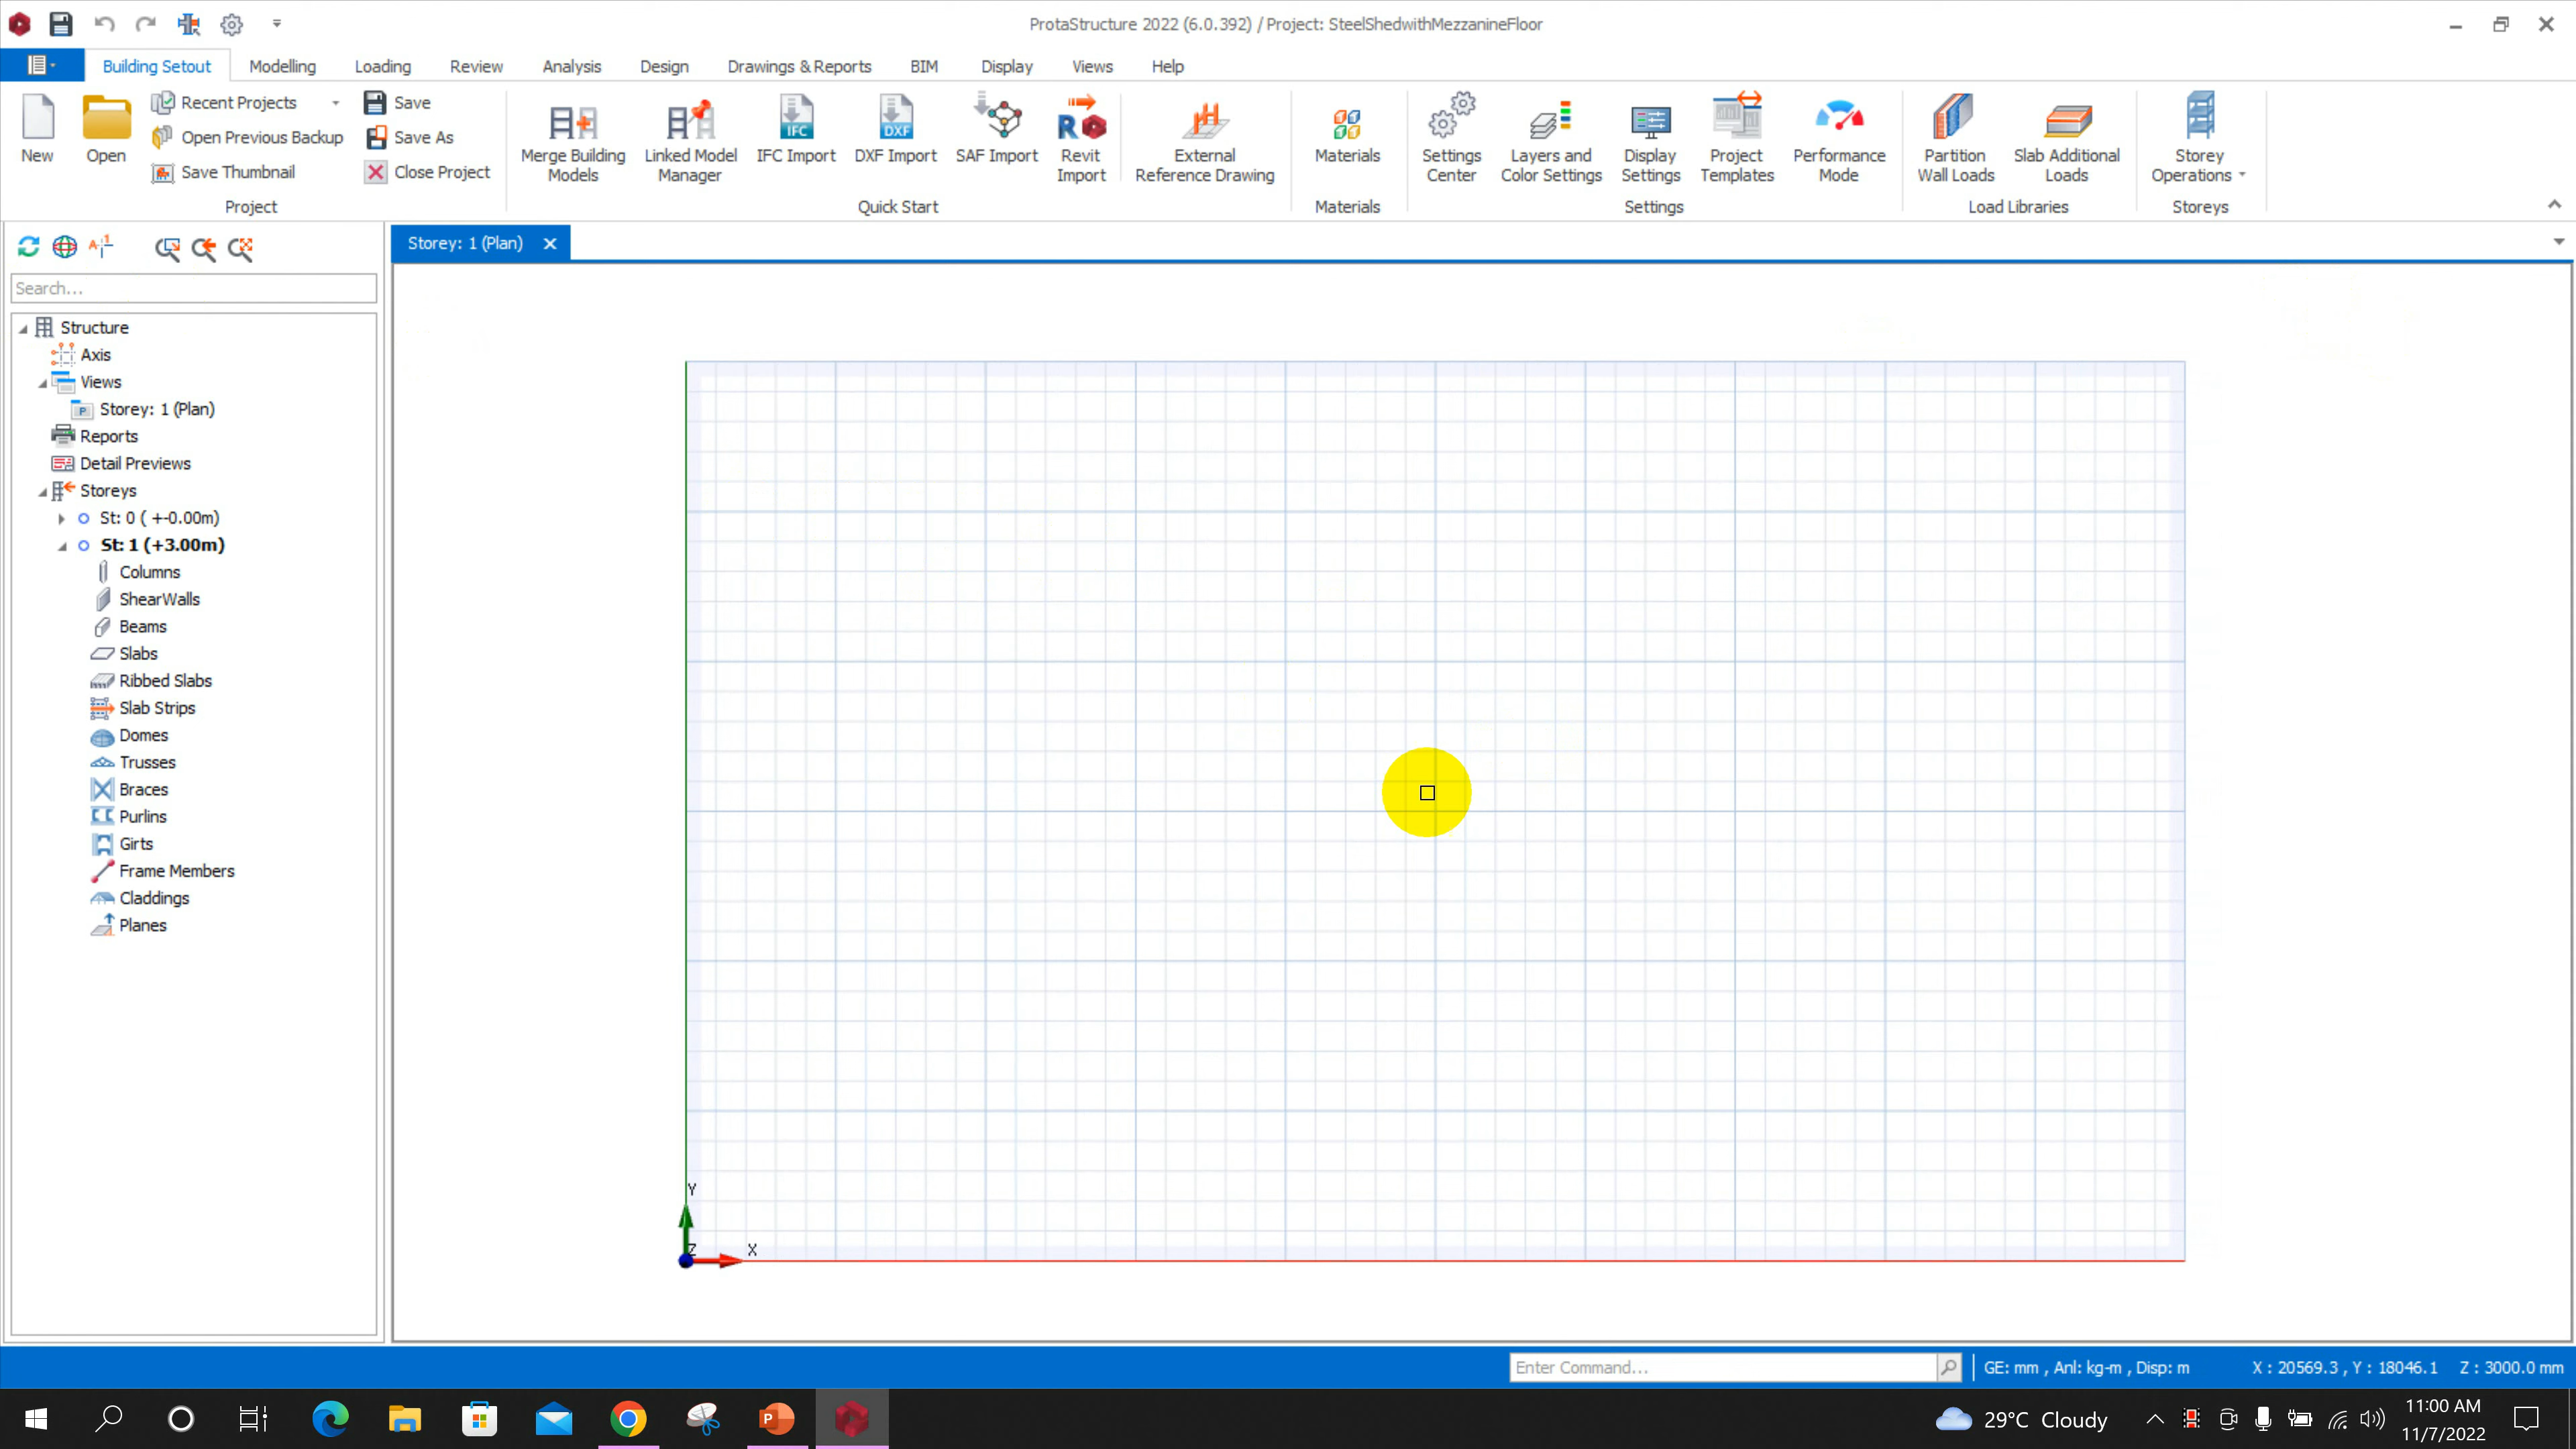 ProtaStructure 2022 (6.0.392) / Project: SteelShedwithMezzanineFloor
Building Setout Modelling Loading Review Analysis Design Drawings & Reports BIM Display Views Help
New
Open
Recent Projects
Open Previous Backup
Save Thumbnail
Save
Save As
Close Project
Project
Merge Building
Models
Linked Model
Manager
IFC
IFC Import
DXF
DXF Import
SAF Import
R
Revit
Import
External
Reference Drawing
Quick Start
Materials
Materials
Settings
Center
Layers and
Color Settings
Display
Settings
Project
Templates
Performance
Mode
Settings
Partition
Wall Loads
Slab Additional
Loads
Load Libraries
Storey
Operations
Storeys
Storey: 1 (Plan)
Search...
Structure
Axis
Views
P Storey: 1 (Plan)
Reports
Detail Previews
Storeys
St: 0 ( +-0.00m)
St: 1 (+3.00m)
Columns
ShearWalls
Beams
Slabs
Ribbed Slabs
Slab Strips
Domes
Trusses
Braces
Purlins
Girts
Frame Members
Claddings
Planes
Y
Z
X
Enter Command...
GE: mm , Anl: kg-m , Disp: m
X : 20569.3 , Y : 18046.1 Z : 3000.0 mm
P
29°C Cloudy
11:00 AM
11/7/2022